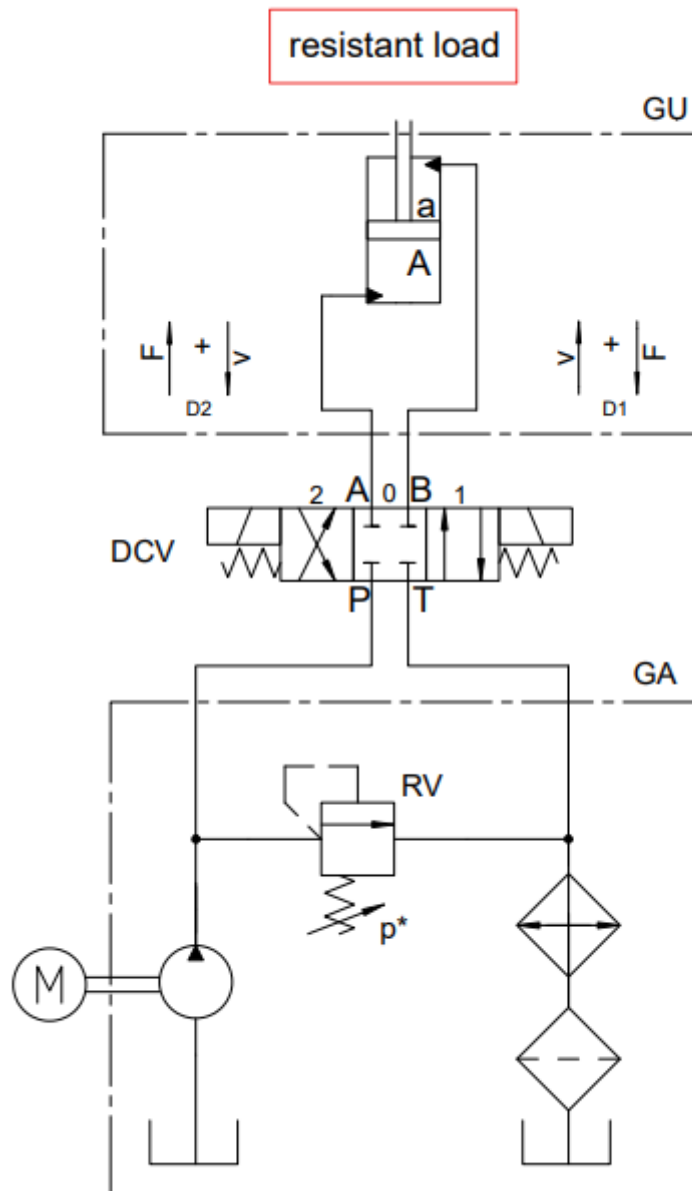 resistant load
GU
a
A
F + v
D2
v + F
D1
2 A 0 B 1
DCV
P T
GA
RV
p*
M